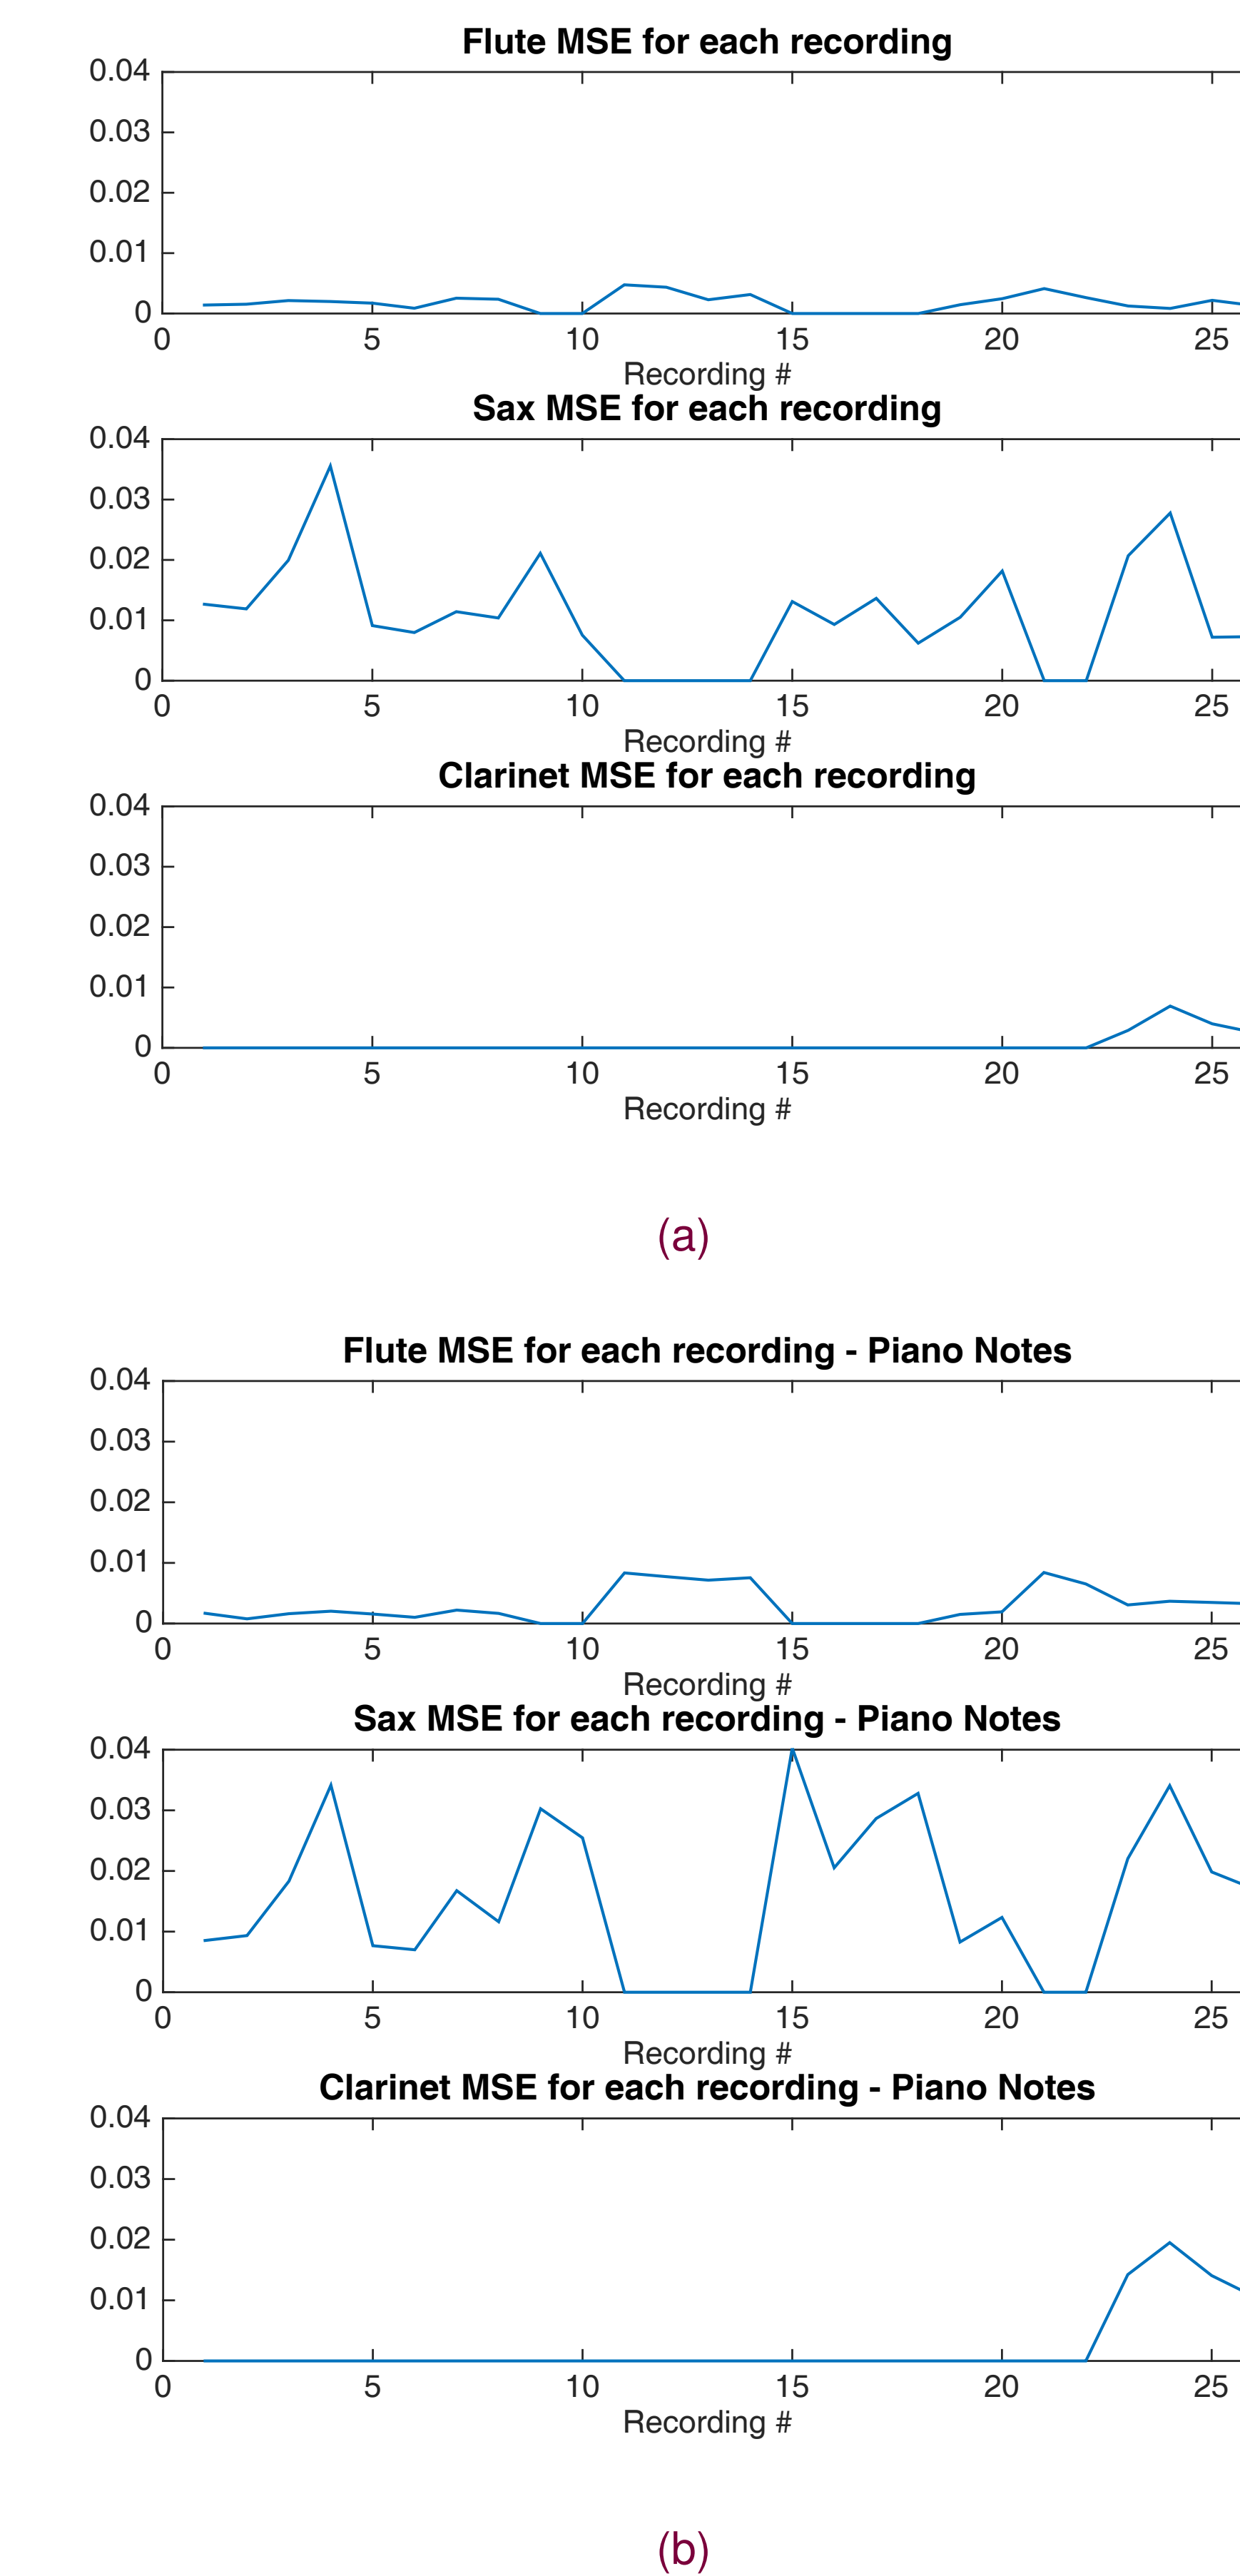 Flute MSE for each recording
0.04
0.03
0.02
0.01
0
0 5 10 15 20 25
Recording #
Sax MSE for each recording
0.04
0.03
0.02
0.01
0
0 5 10 15 20 25
Recording #
Clarinet MSE for each recording
0.04
0.03
0.02
0.01
0
0 5 10 15 20 25
Recording #
(a)
Flute MSE for each recording - Piano Notes
0.04
0.03
0.02
0.01
0
0 5 10 15 20 25
Recording #
Sax MSE for each recording - Piano Notes
0.04
0.03
0.02
0.01
0
0 5 10 15 20 25
Recording #
Clarinet MSE for each recording - Piano Notes
0.04
0.03
0.02
0.01
0
0 5 10 15 20 25
Recording #
(b)